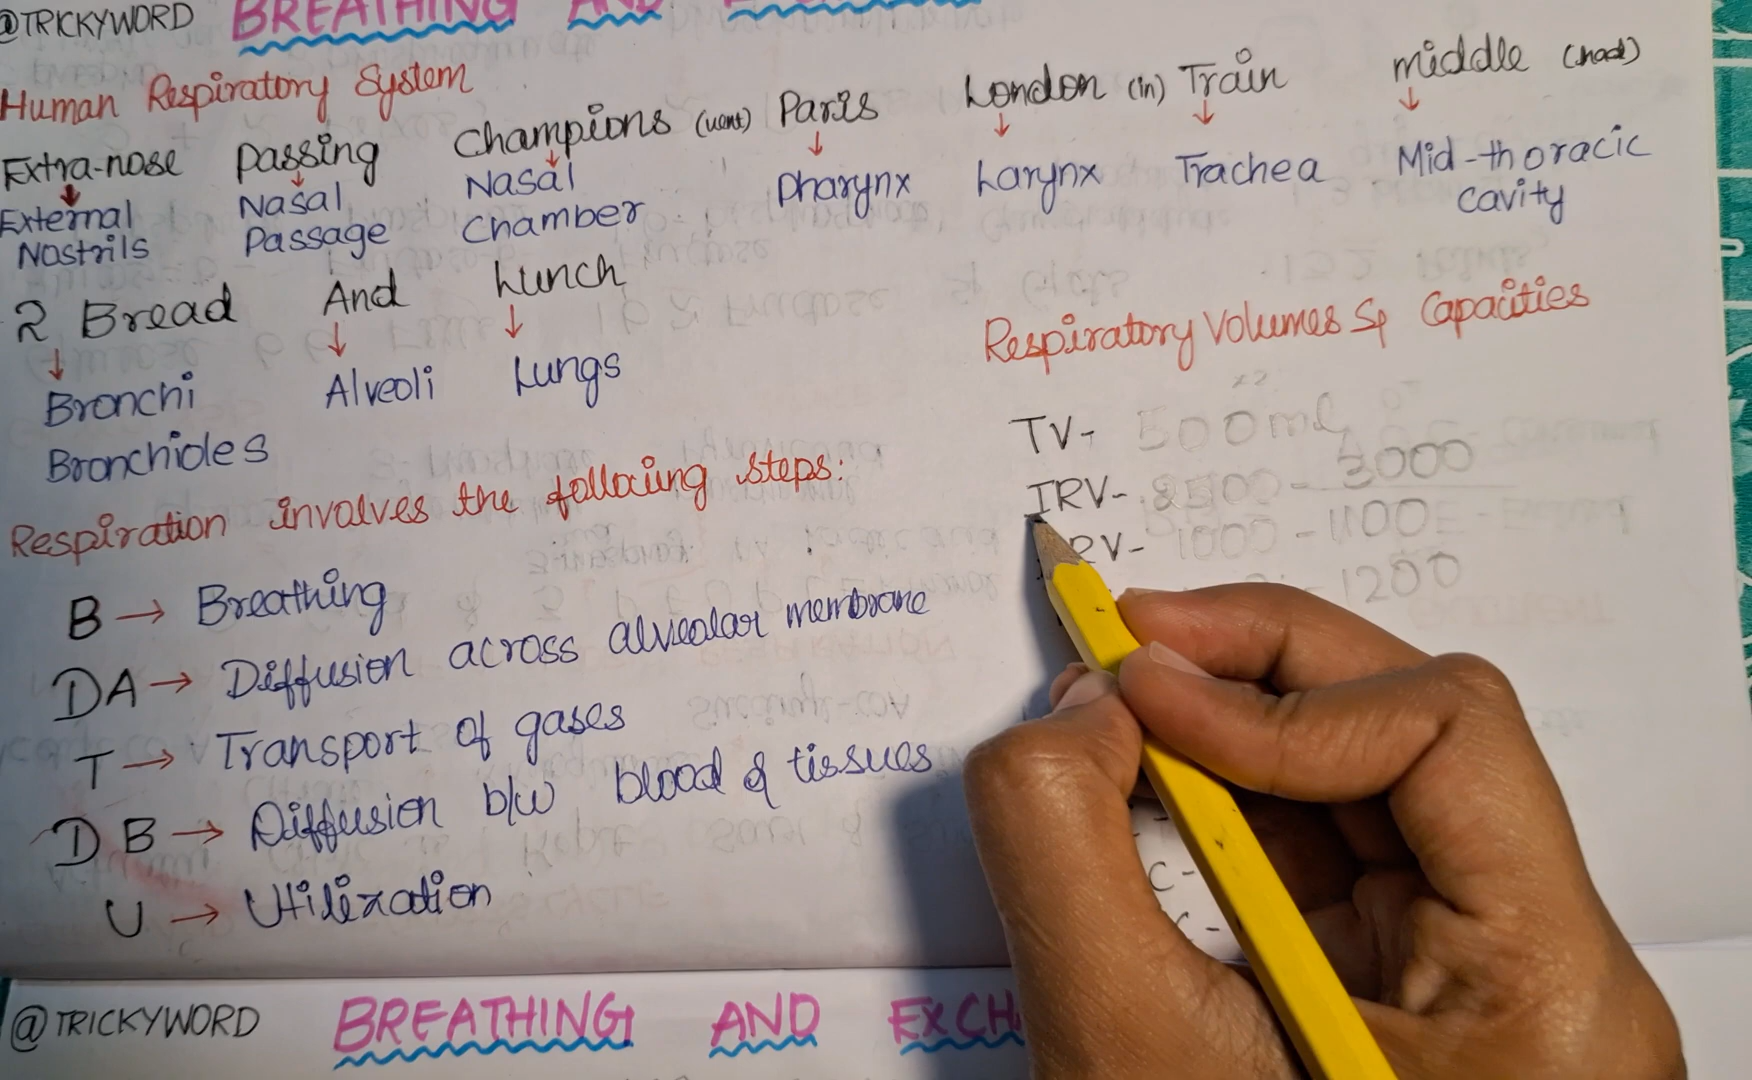 @TRICKYWORD BREATHING AND
Human Respiratory System
Extra-nose Passing Champions (went) Paris London (in) Train middle (had)
External Nostrils
Nasal Passage
Nasal Chamber
Pharynx
Larynx
Trachea
Mid-thoracic cavity
2 Bread And Lunch
Bronchi Alveoli Lungs
Bronchioles
Respiration involves the following steps:
B → Breathing
DA → Diffusion across alveolar membrane
T → Transport of gases
DB → Diffusion b/w blood & tissues
U → Utilization
Respiratory Volumes & Capacities
TV- 500ml
IRV- 2500-3000
RV- 1000-1100
1200
C-
C-
@TRICKYWORD BREATHING AND EXCH